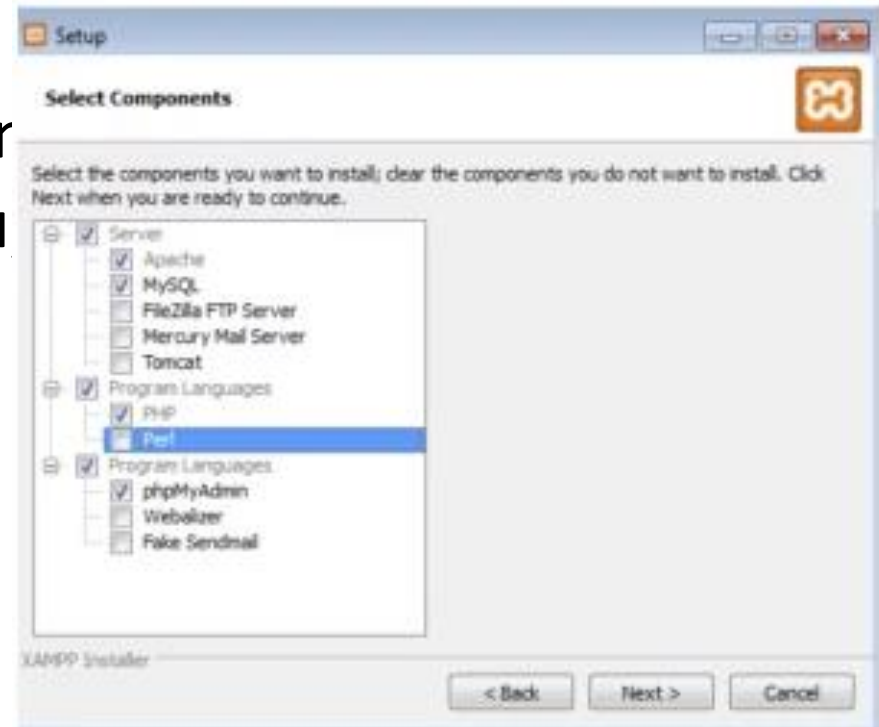 Setup
Select Components
r
Select the components you want to install; clear the components you do not want to install. Click
Next when you are ready to continue.
Server
Apache
MySQL
FileZilla FTP Server
Mercury Mail Server
Tomcat
Program Languages
PHP
Perl
Program Languages
phpMyAdmin
Webalizer
Fake Sendmail
XAMPP Installer
< Back
Next >
Cancel